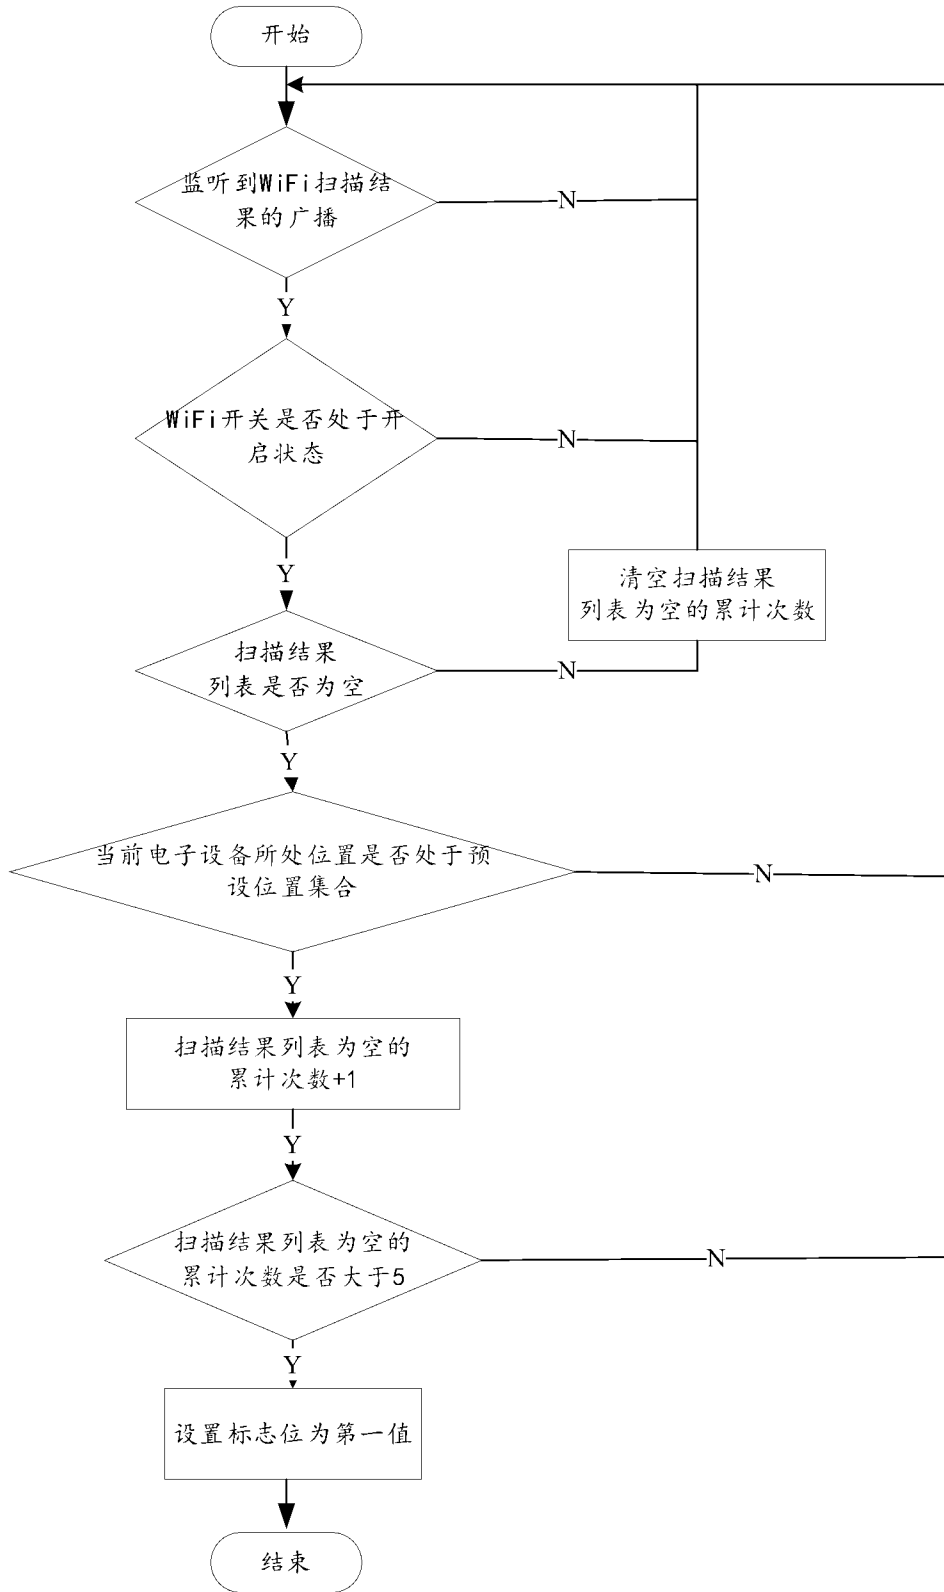 开始
监听到WiFi扫描结
果的广播
N
Y
WiFi开关是否处于开
启状态
N
Y
清空扫描结果
列表为空的累计次数
扫描结果
列表是否为空
N
Y
当前电子设备所处位置是否处于预
设位置集合
N
Y
扫描结果列表为空的
累计次数+1
Y
扫描结果列表为空的
累计次数是否大于5
N
Y
设置标志位为第一值
结束